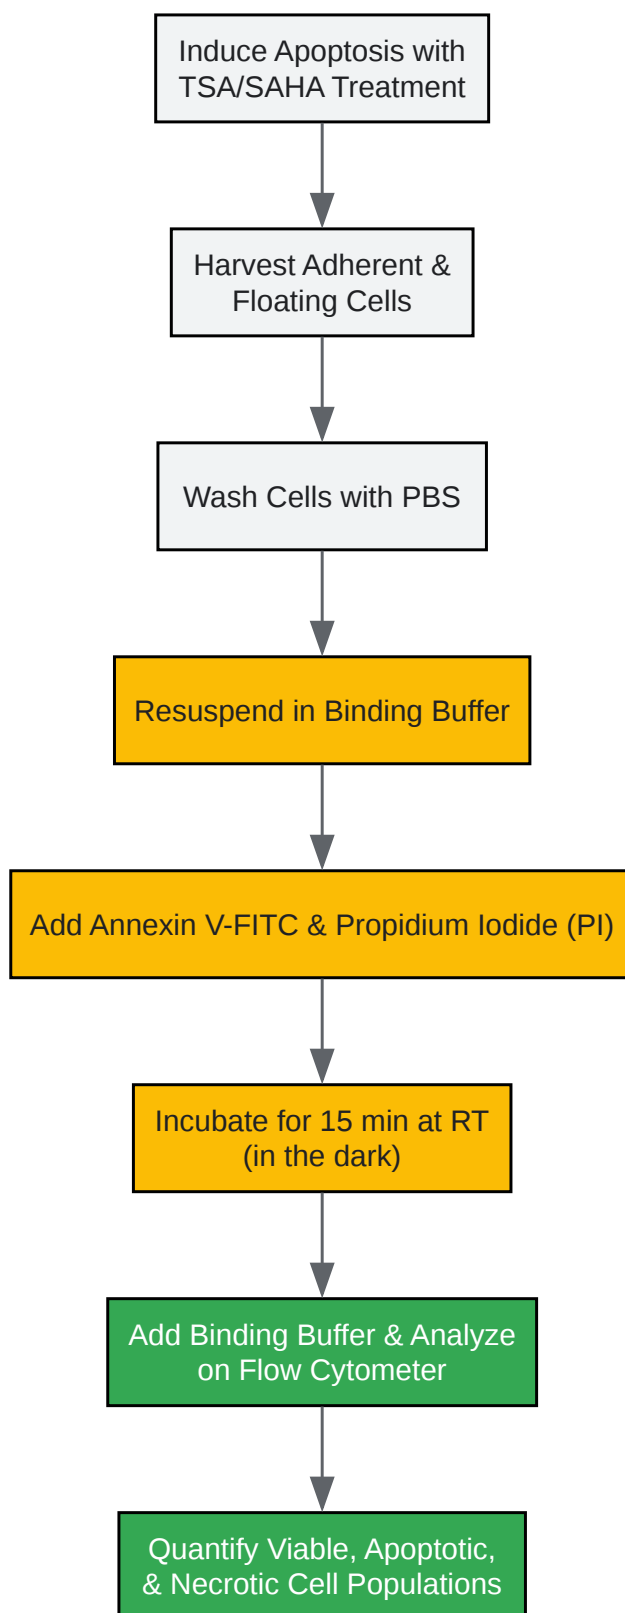 Induce Apoptosis with
TSA/SAHA Treatment
Harvest Adherent &
Floating Cells
Wash Cells with PBS
Resuspend in Binding Buffer
Add Annexin V-FITC & Propidium Iodide (PI)
Incubate for 15 min at RT
(in the dark)
Add Binding Buffer & Analyze
on Flow Cytometer
Quantify Viable, Apoptotic,
& Necrotic Cell Populations